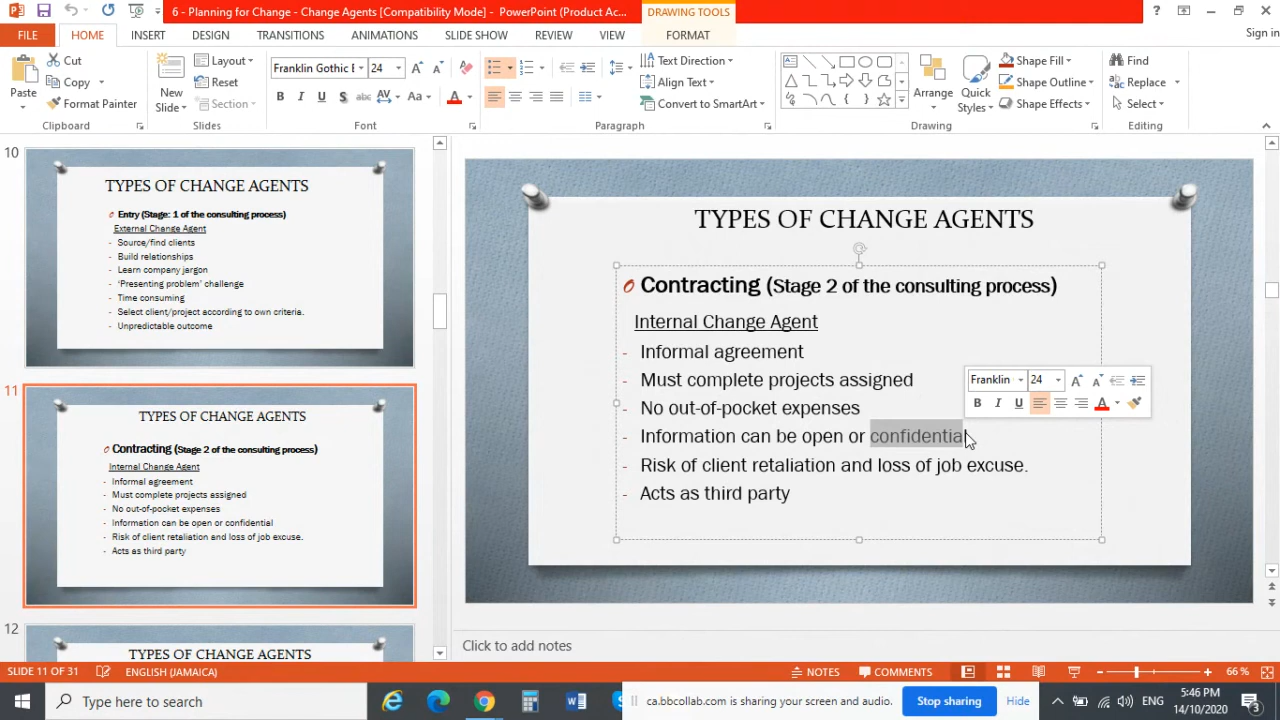 6 - Planning for Change - Change Agents [Compatibility Mode] - PowerPoint (Product Ac...
DRAWING TOOLS
?
FILE HOME INSERT DESIGN TRANSITIONS ANIMATIONS SLIDE SHOW REVIEW VIEW FORMAT
Sign in
Paste
Cut
Copy
Format Painter
Clipboard
New Slide
Layout
Reset
Section
Slides
Franklin Gothic E 24
B I U S abc AV Aa A
Font
Text Direction
Align Text
Convert to SmartArt
Paragraph
Arrange
Quick Styles
Shape Fill
Shape Outline
Shape Effects
Drawing
Find
Replace
Select
Editing
10
TYPES OF CHANGE AGENTS
Entry (Stage: 1 of the consulting process)
External Change Agent
- Source/find clients
- Build relationships
- Learn company jargon
- 'Presenting problem' challenge
- Time consuming
- Select client/project according to own criteria.
- Unpredictable outcome
11
TYPES OF CHANGE AGENTS
Contracting (Stage 2 of the consulting process)
Internal Change Agent
- Informal agreement
- Must complete projects assigned
- No out-of-pocket expenses
- Information can be open or confidential
- Risk of client retaliation and loss of job excuse.
- Acts as third party
12
TYPES OF CHANGE AGENTS
TYPES OF CHANGE AGENTS
Contracting (Stage 2 of the consulting process)
Internal Change Agent
- Informal agreement
- Must complete projects assigned
- No out-of-pocket expenses
- Information can be open or confidential
- Risk of client retaliation and loss of job excuse.
- Acts as third party
Franklin 24
B I U A
Click to add notes
SLIDE 11 OF 31 ENGLISH (JAMAICA) NOTES COMMENTS 66 %
Type here to search
ca.bbcollab.com is sharing your screen and audio.
Stop sharing
Hide
ENG
5:46 PM
14/10/2020
3